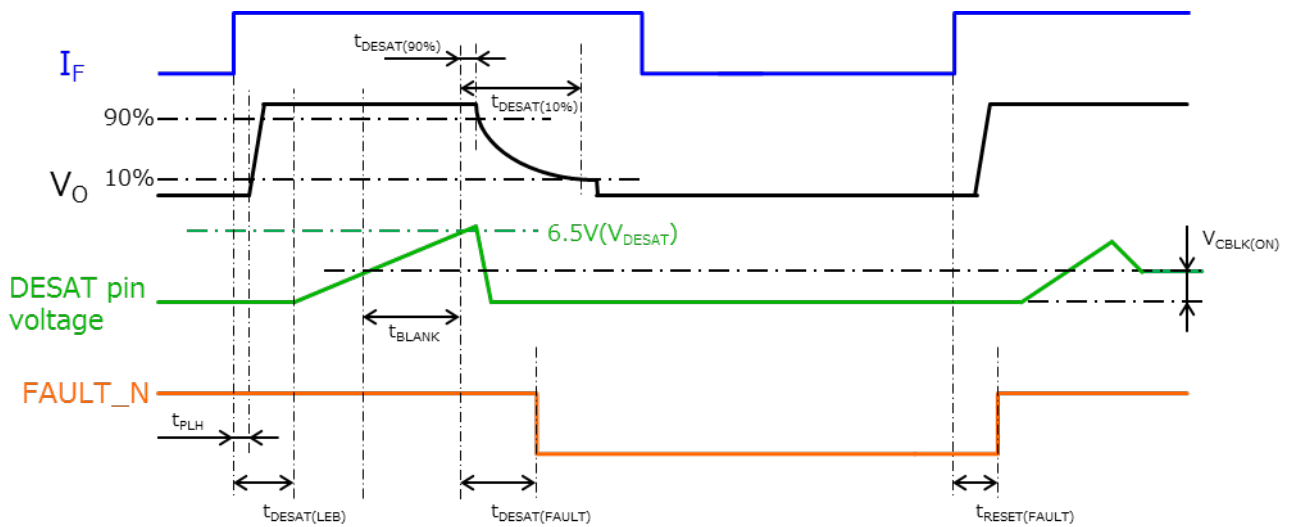 tDESAT(90%)
IF
tDESAT(10%)
90%
10%
VO
6.5V(VDESAT)
VCBLK(ON)
DESAT pin
voltage
tBLANK
FAULT_N
tPLH
tDESAT(LEB)
tDESAT(FAULT)
tRESET(FAULT)